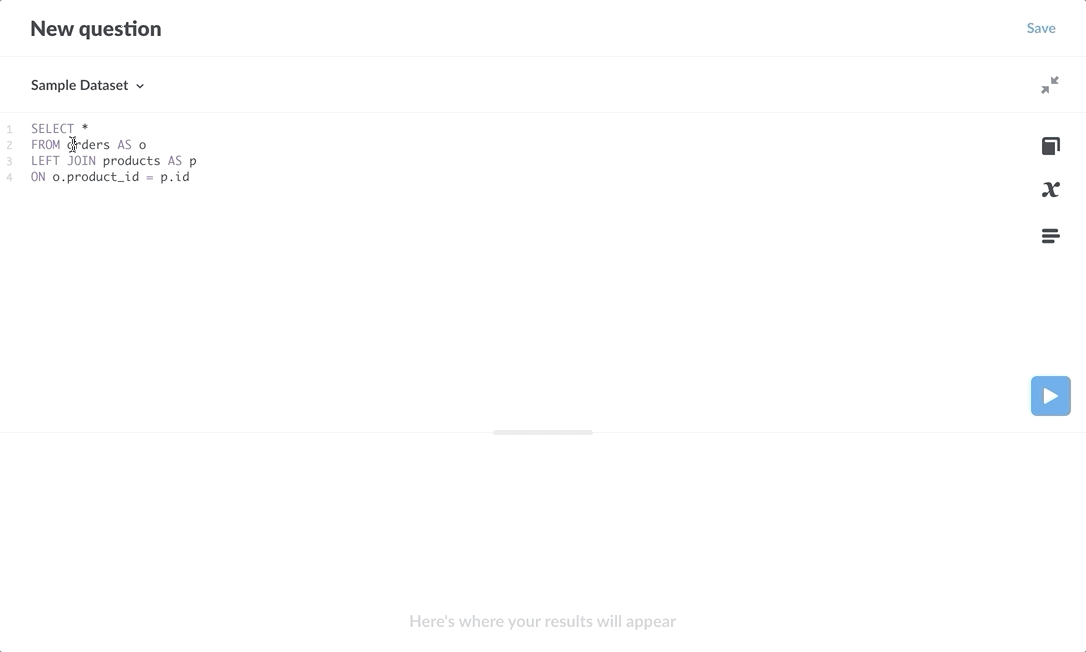 New question
Save
Sample Dataset
1 SELECT *
2 FROM orders AS o
3 LEFT JOIN products AS p
4 ON o.product_id = p.id
x
Here's where your results will appear